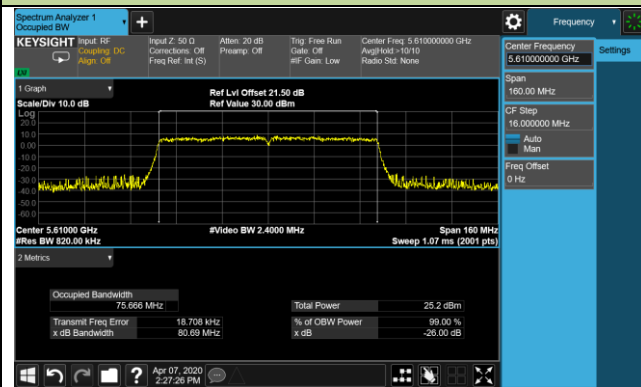 Spectrum Analyzer 1
Occupied BW
Frequency
KEYSIGHT
Input: RF
Coupling: DC
Align: Off
Input Z: 50 Ω
Corrections: Off
Freq Ref: Int (S)
Atten: 20 dB
Preamp: Off
Trig: Free Run
Gate: Off
#IF Gain: Low
Center Freq: 5.610000000 GHz
Avg|Hold:>10/10
Radio Std: None
LXI
Center Frequency
5.610000000 GHz
Settings
Span
160.00 MHz
CF Step
16.000000 MHz
Auto
Man
Freq Offset
0 Hz
1 Graph
Scale/Div 10.0 dB
Ref Lvl Offset 21.50 dB
Ref Value 30.00 dBm
Log
20.0
10.0
0.00
-10.0
-20.0
-30.0
-40.0
-50.0
-60.0
Center 5.61000 GHz
#Res BW 820.00 kHz
#Video BW 2.4000 MHz
Span 160 MHz
Sweep 1.07 ms (2001 pts)
2 Metrics
Occupied Bandwidth
75.666 MHz
Total Power 25.2 dBm
Transmit Freq Error 18.708 kHz
% of OBW Power 99.00 %
x dB Bandwidth 80.69 MHz
x dB -26.00 dB
Apr 07, 2020
2:27:26 PM